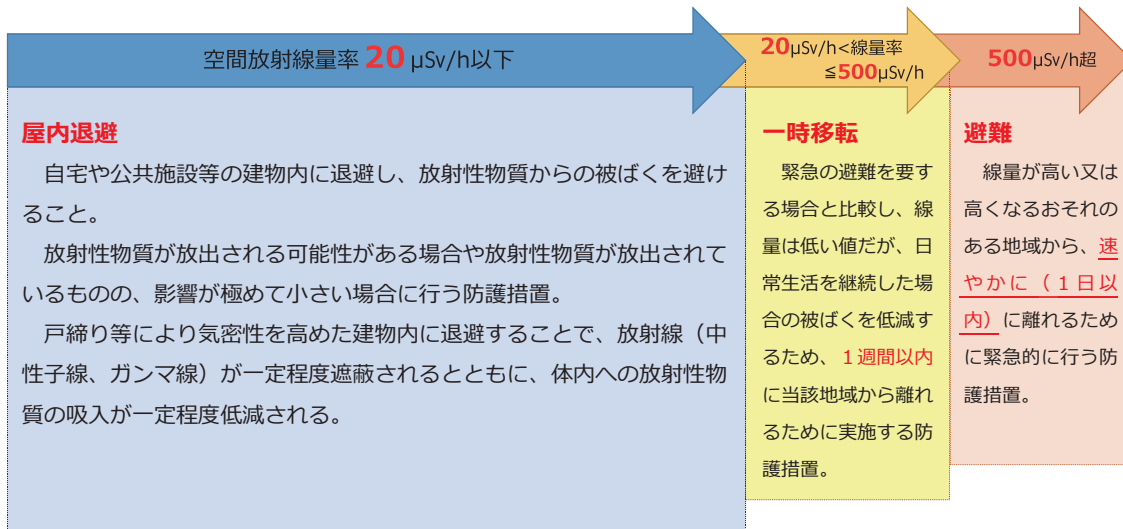 空間放射線量率 20 μSv/h以下
20μSv/h<線量率
≦500μSv/h
500μSv/h超
屋内退避
自宅や公共施設等の建物内に退避し、放射性物質からの被ばくを避け
ること。
放射性物質が放出される可能性がある場合や放射性物質が放出されて
いるものの、影響が極めて小さい場合に行う防護措置。
戸締り等により気密性を高めた建物内に退避することで、放射線（中
性子線、ガンマ線）が一定程度遮蔽されるとともに、体内への放射性物
質の吸入が一定程度低減される。
一時移転
緊急の避難を要す
る場合と比較し、線
量は低い値だが、日
常生活を継続した場
合の被ばくを低減す
るため、１週間以内
に当該地域から離れ
るために実施する防
護措置。
避難
線量が高い又は
高くなるおそれの
ある地域から、速
やかに（１日以
内）に離れるため
に緊急的に行う防
護措置。